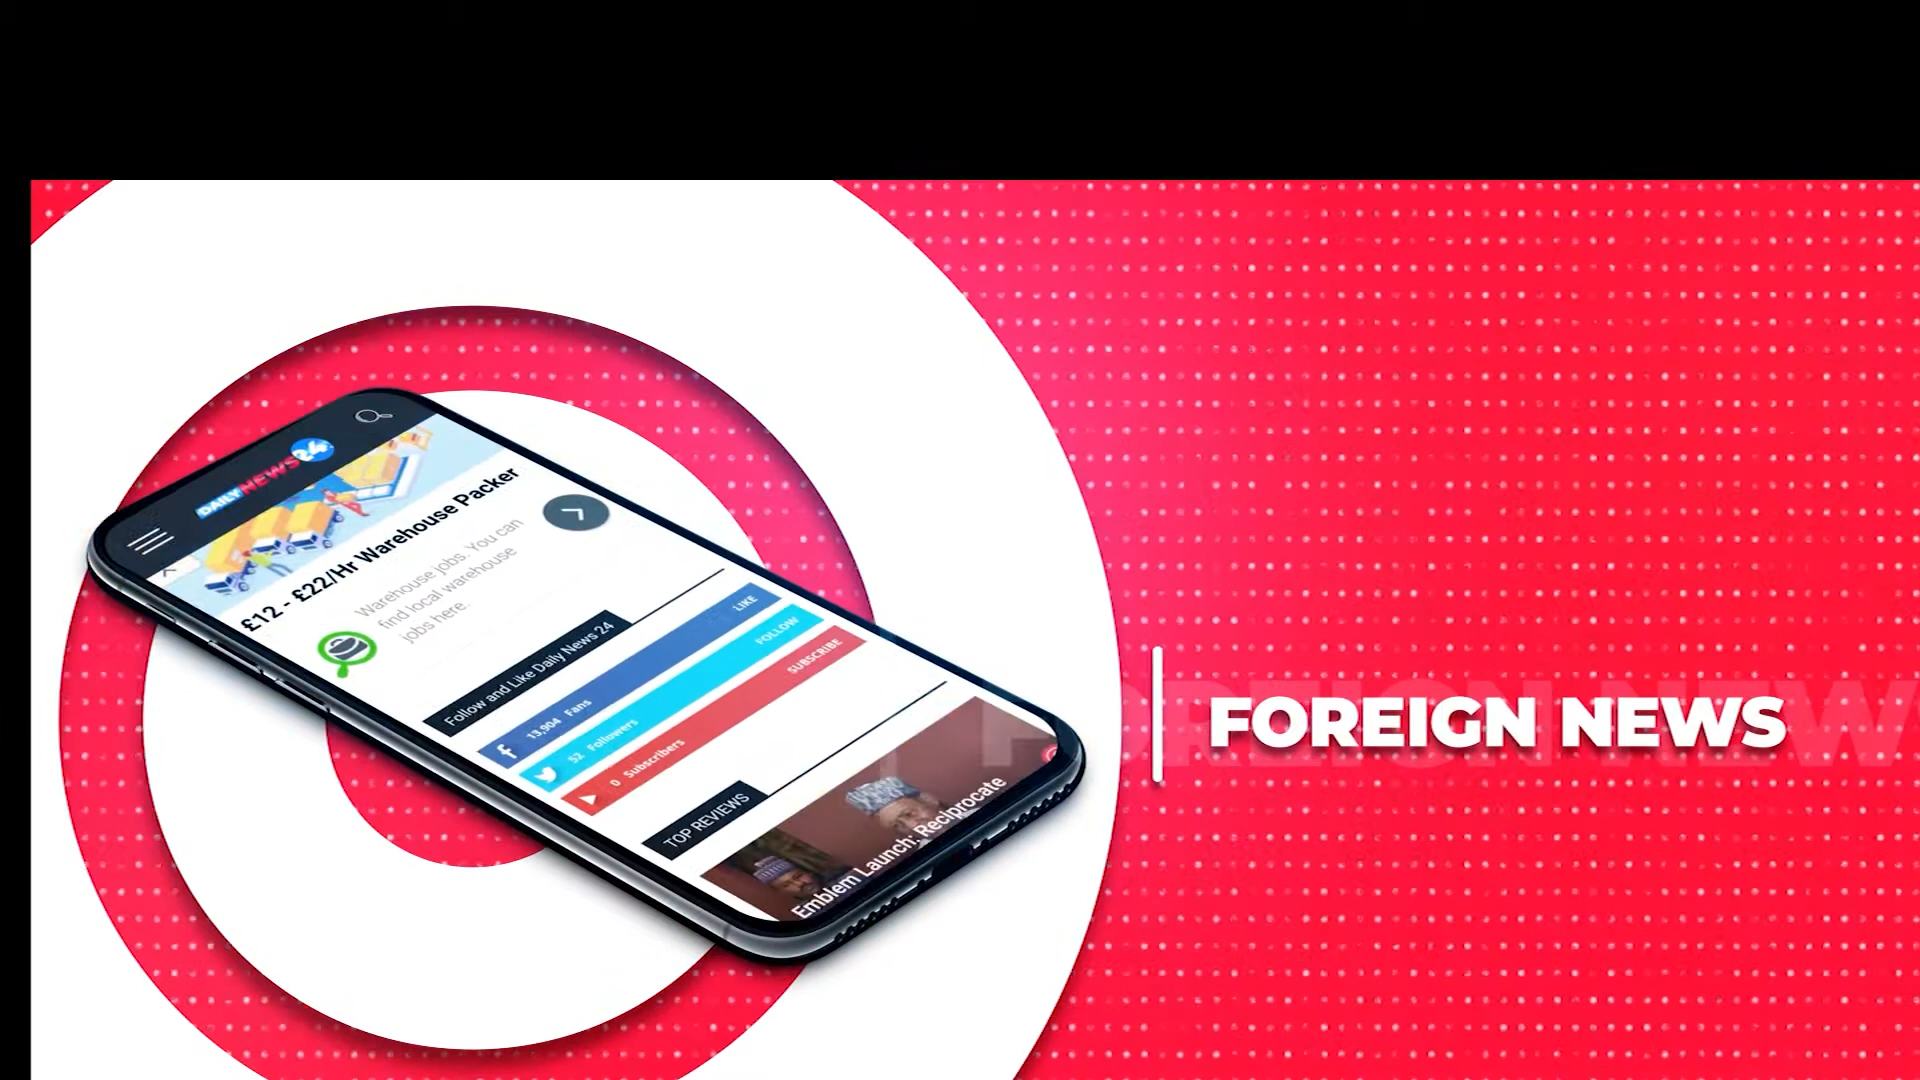 DAILY NEWS 24
£12 - £22/Hr Warehouse Packer
Warehouse jobs. You can
find local warehouse
jobs here.
Follow and Like Daily News 24
13,904 Fans
LIKE
52 Followers
FOLLOW
0 Subscribers
SUBSCRIBE
TOP REVIEWS
Emblem Launch: Reciprocate
FOREIGN NEWS
FOREIGN NEW